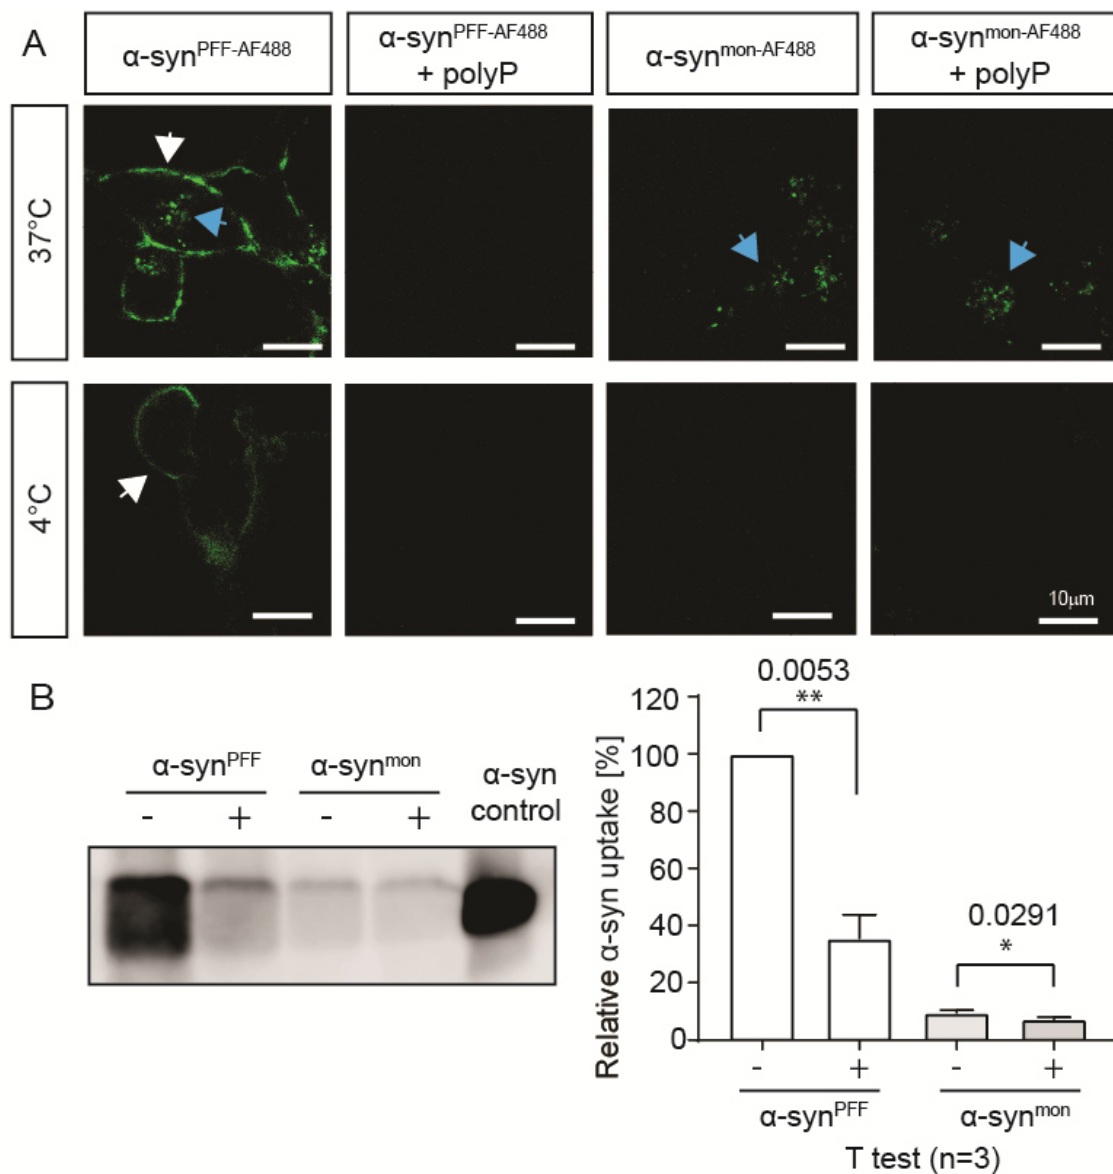 A
α-syn^PFF-AF488
α-syn^PFF-AF488
+ polyP
α-syn^mon-AF488
α-syn^mon-AF488
+ polyP
37°C
4°C
10μm
B
α-syn^PFF
α-syn^mon
α-syn
control
- + - +
Relative α-syn uptake [%]
120
100
80
60
40
20
0
0.0053
**
0.0291
*
- + - +
α-syn^PFF
α-syn^mon
T test (n=3)